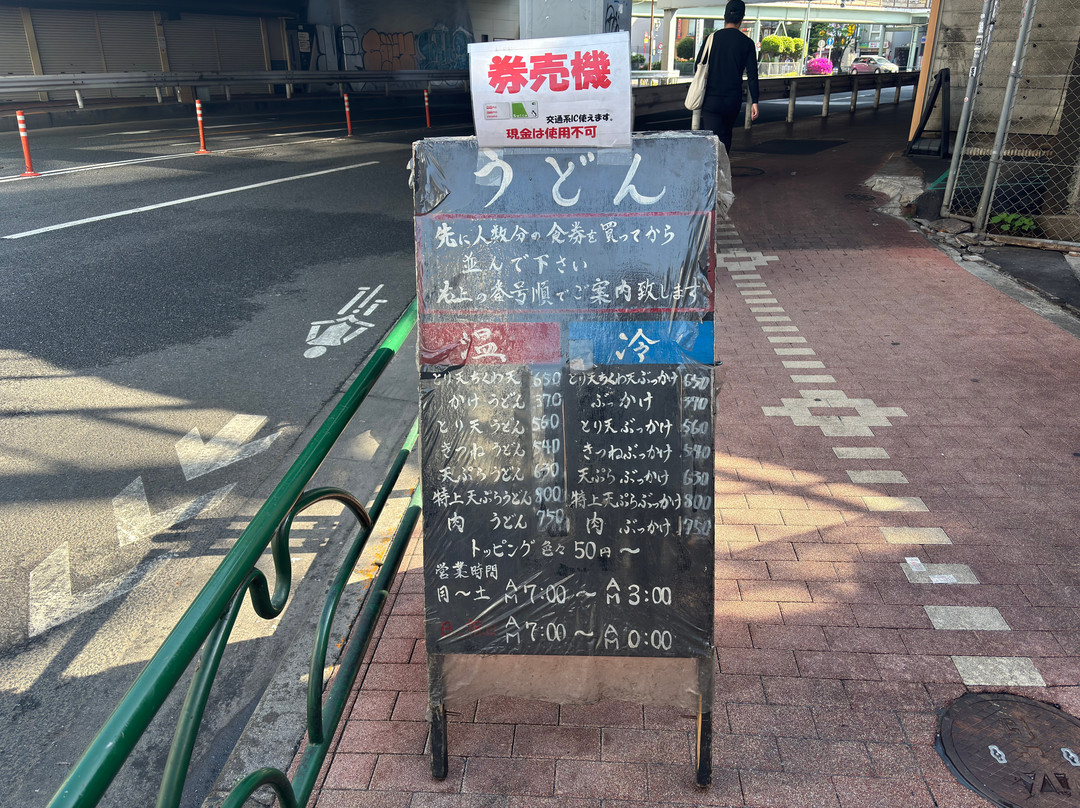 券売機
交通系IC使えます。
現金は使用不可
うどん
先に人数分の食券を買ってから
並んで下さい
右上の番号順でご案内致します
温 冷
とり天ちくわ天 650 とり天ちくわ天ぶっかけ 650
かけうどん 370 ぶっかけ 370
とり天うどん 560 とり天ぶっかけ 560
きつねうどん 540 きつねぶっかけ 540
天ぷらうどん 650 天ぷらぶっかけ 650
特上天ぷらうどん 800 特上天ぷらぶっかけ 800
肉うどん 750 肉ぶっかけ 750
トッピング色々50円〜
営業時間
月〜土 AM7:00〜AM3:00
AM7:00〜AM0:00